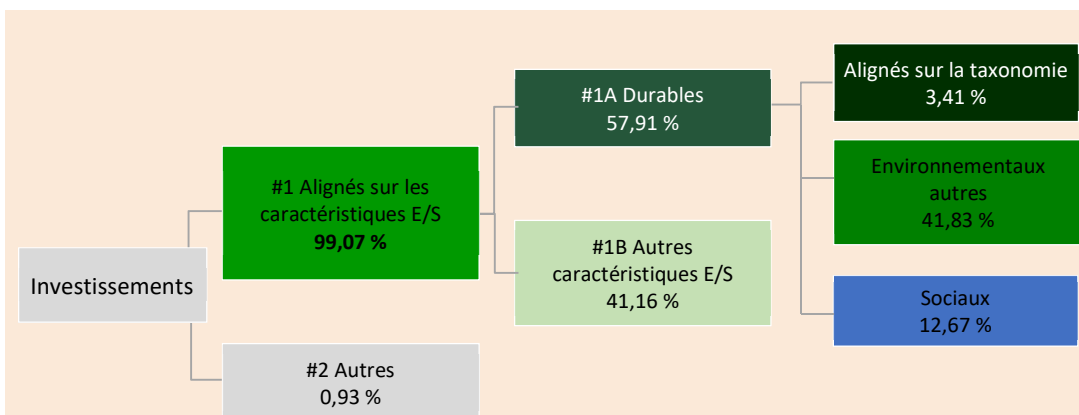 Investissements
#1 Alignés sur les
caractéristiques E/S
99,07 %
#2 Autres
0,93 %
#1A Durables
57,91 %
#1B Autres
caractéristiques E/S
41,16 %
Alignés sur la taxonomie
3,41 %
Environnementaux
autres
41,83 %
Sociaux
12,67 %